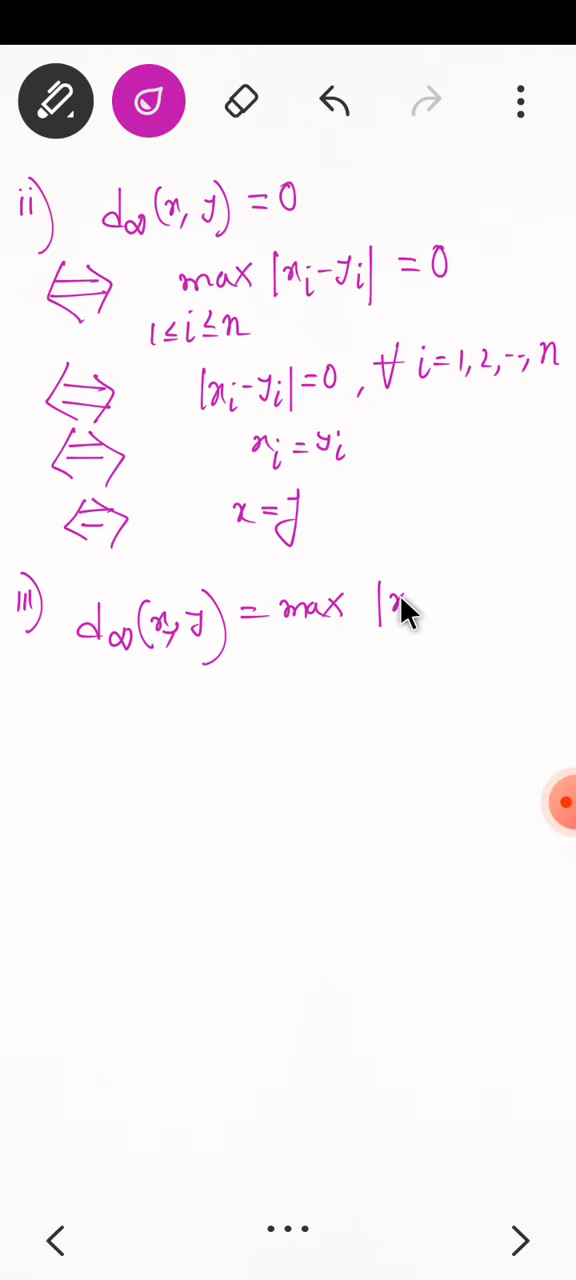 ii) d∞(x, y) = 0
⇔ max |xi-yi| = 0
1≤i≤n
⇔ |xi-yi|=0, ∀ i=1,2,--,n
⇔ xi = yi
⇔ x=y
iii) d∞(x,y) = max |x